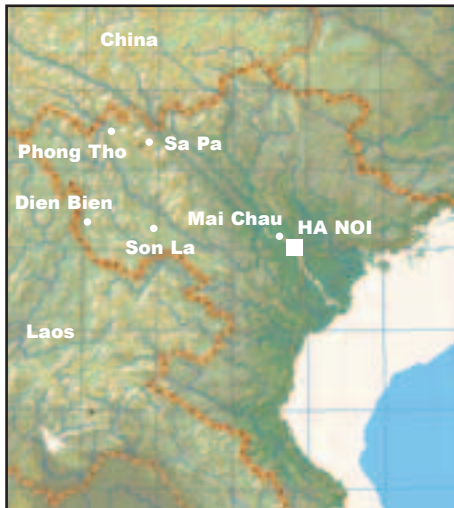 China
Phong Tho
Sa Pa
Dien Bien
Mai Chau
HA NOI
Son La
Laos